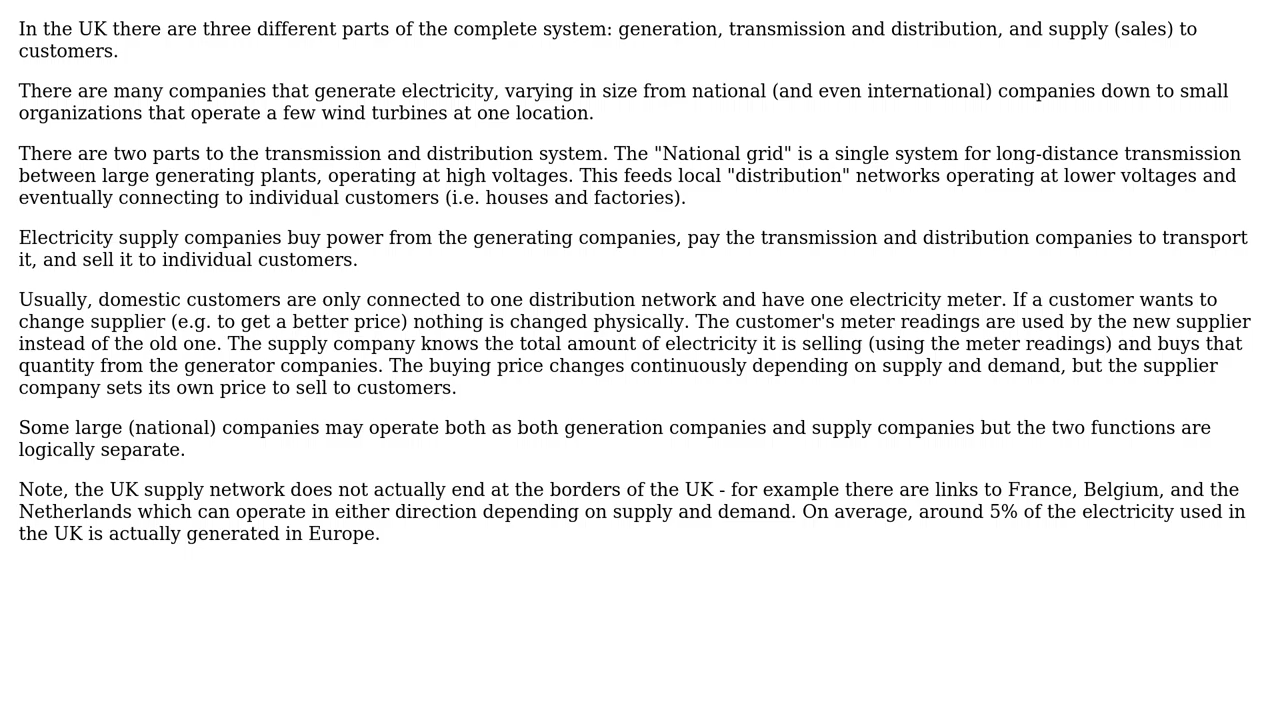 In the UK there are three different parts of the complete system: generation, transmission and distribution, and supply (sales) to
customers.
There are many companies that generate electricity, varying in size from national (and even international) companies down to small
organizations that operate a few wind turbines at one location.
There are two parts to the transmission and distribution system. The "National grid" is a single system for long-distance transmission
between large generating plants, operating at high voltages. This feeds local "distribution" networks operating at lower voltages and
eventually connecting to individual customers (i.e. houses and factories).
Electricity supply companies buy power from the generating companies, pay the transmission and distribution companies to transport
it, and sell it to individual customers.
Usually, domestic customers are only connected to one distribution network and have one electricity meter. If a customer wants to
change supplier (e.g. to get a better price) nothing is changed physically. The customer's meter readings are used by the new supplier
instead of the old one. The supply company knows the total amount of electricity it is selling (using the meter readings) and buys that
quantity from the generator companies. The buying price changes continuously depending on supply and demand, but the supplier
company sets its own price to sell to customers.
Some large (national) companies may operate both as both generation companies and supply companies but the two functions are
logically separate.
Note, the UK supply network does not actually end at the borders of the UK - for example there are links to France, Belgium, and the
Netherlands which can operate in either direction depending on supply and demand. On average, around 5% of the electricity used in
the UK is actually generated in Europe.